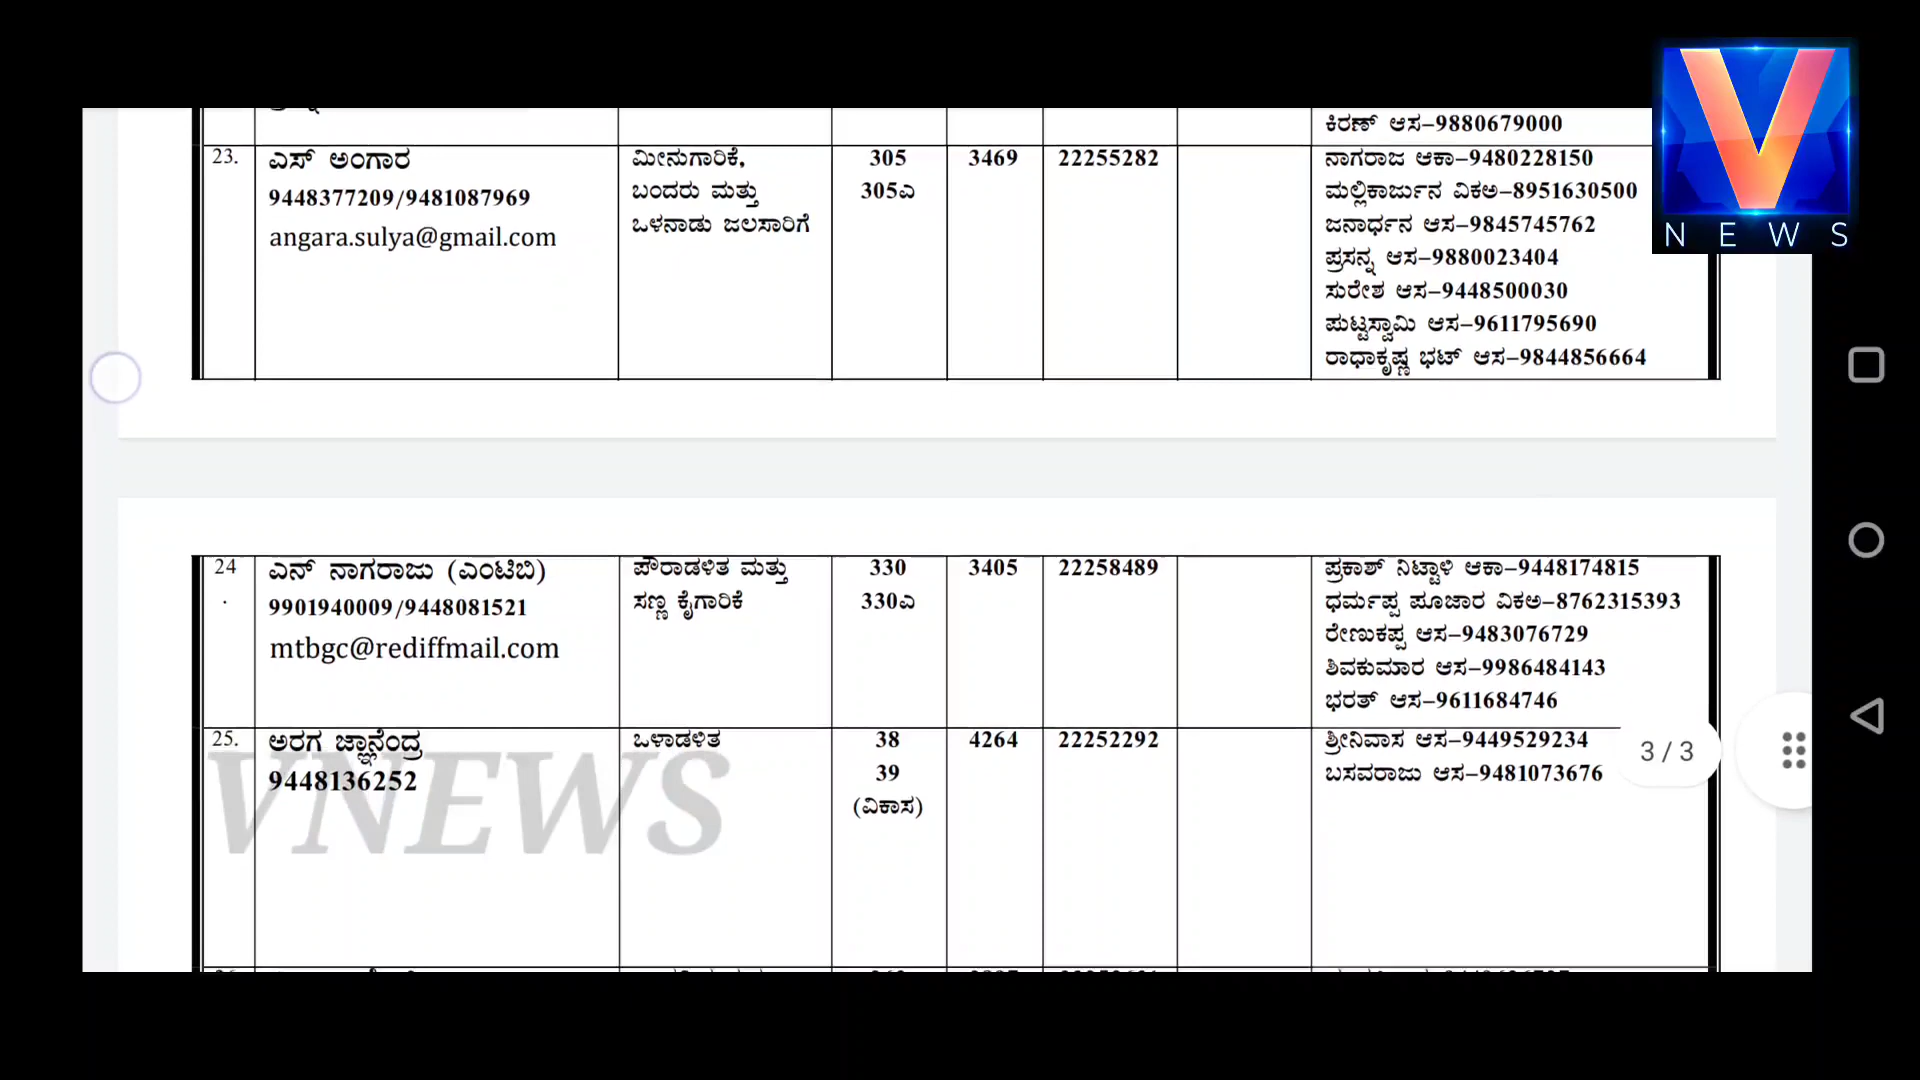 ಕಿರಣ್ ಆಸ–9880679000
V
NEWS
23.
ಎಸ್ ಅಂಗಾರ
9448377209/9481087969
angara.sulya@gmail.com
ಮೀನುಗಾರಿಕೆ,
ಬಂದರು ಮತ್ತು
ಒಳನಾಡು ಜಲಸಾರಿಗೆ
305
305ಎ
3469
22255282
ನಾಗರಾಜ ಆಕಾ–9480228150
ಮಲ್ಲಿಕಾರ್ಜುನ ವಿಕಅ–8951630500
ಜನಾರ್ಧನ ಆಸ–9845745762
ಪ್ರಸನ್ನ ಆಸ–9880023404
ಸುರೇಶ ಆಸ–9448500030
ಪುಟ್ಟಸ್ವಾಮಿ ಆಸ–9611795690
ರಾಧಾಕೃಷ್ಣ ಭಟ್ ಆಸ–9844856664
24
.
ಎನ್ ನಾಗರಾಜು (ಎಂಟಿಬಿ)
9901940009/9448081521
mtbgc@rediffmail.com
ಪೌರಾಡಳಿತ ಮತ್ತು
ಸಣ್ಣ ಕೈಗಾರಿಕೆ
330
330ಎ
3405
22258489
ಪ್ರಕಾಶ್ ನಿಟ್ಟಾಳಿ ಆಕಾ–9448174815
ಧರ್ಮಪ್ಪ ಪೂಜಾರ ವಿಕಅ–8762315393
ರೇಣುಕಪ್ಪ ಆಸ–9483076729
ಶಿವಕುಮಾರ ಆಸ–9986484143
ಭರತ್ ಆಸ–9611684746
25.
ಅರಗ ಜ್ಞಾನೆಂದ್ರ
9448136252
ಒಳಾಡಳಿತ
38
39
(ವಿಕಾಸ)
4264
22252292
ಶ್ರೀನಿವಾಸ ಆಸ–9449529234
ಬಸವರಾಜು ಆಸ–9481073676
3/3
VNEWS